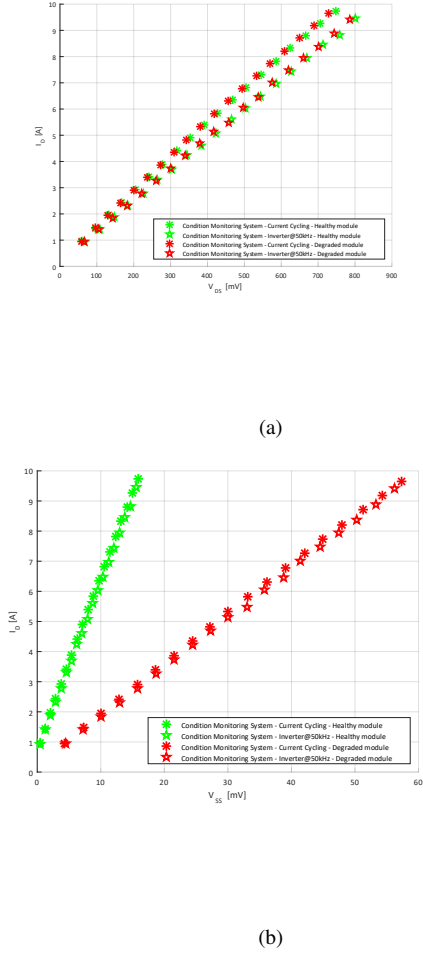 10
9
8
7
6
5
4
3
2
1
0
I_D [A]
0 100 200 300 400 500 600 700 800 900
V_DS [mV]
Condition Monitoring System - Current Cycling - Healthy module
Condition Monitoring System - Inverter@50kHz - Healthy module
Condition Monitoring System - Current Cycling - Degraded module
Condition Monitoring System - Inverter@50kHz - Degraded module
(a)
10
9
8
7
6
5
4
3
2
1
0
I_D [A]
0 10 20 30 40 50 60
V_SS [mV]
Condition Monitoring System - Current Cycling - Healthy module
Condition Monitoring System - Inverter@50kHz - Healthy module
Condition Monitoring System - Current Cycling - Degraded module
Condition Monitoring System - Inverter@50kHz - Degraded module
(b)